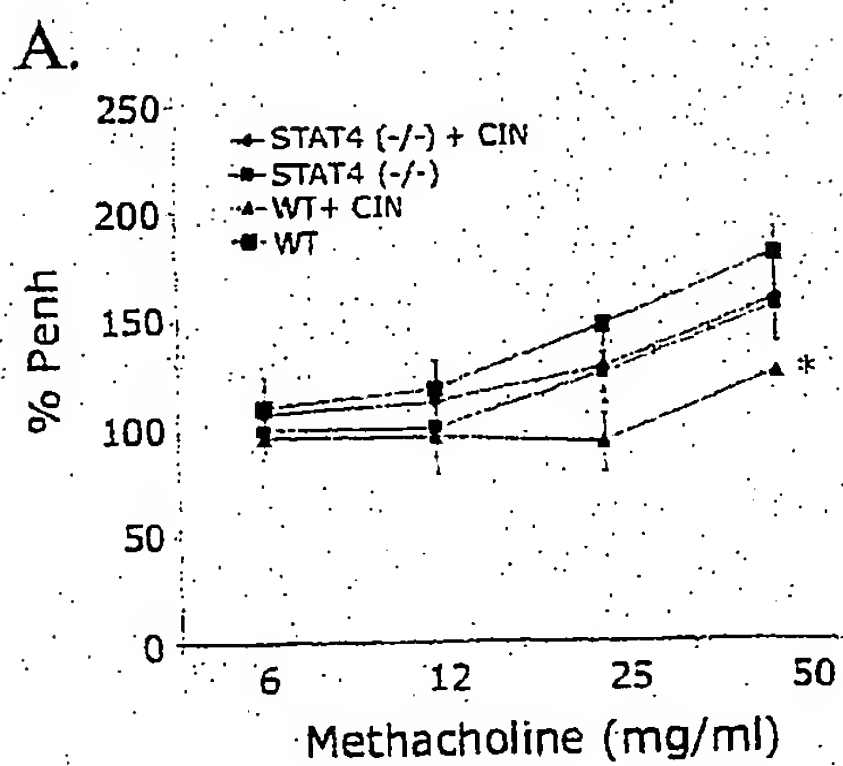 A.
250
STAT4 (-/-) + CIN
STAT4 (-/-)
WT+ CIN
WT
200
150
*
100
50
0
% Penh
6 12 25 50
Methacholine (mg/ml)